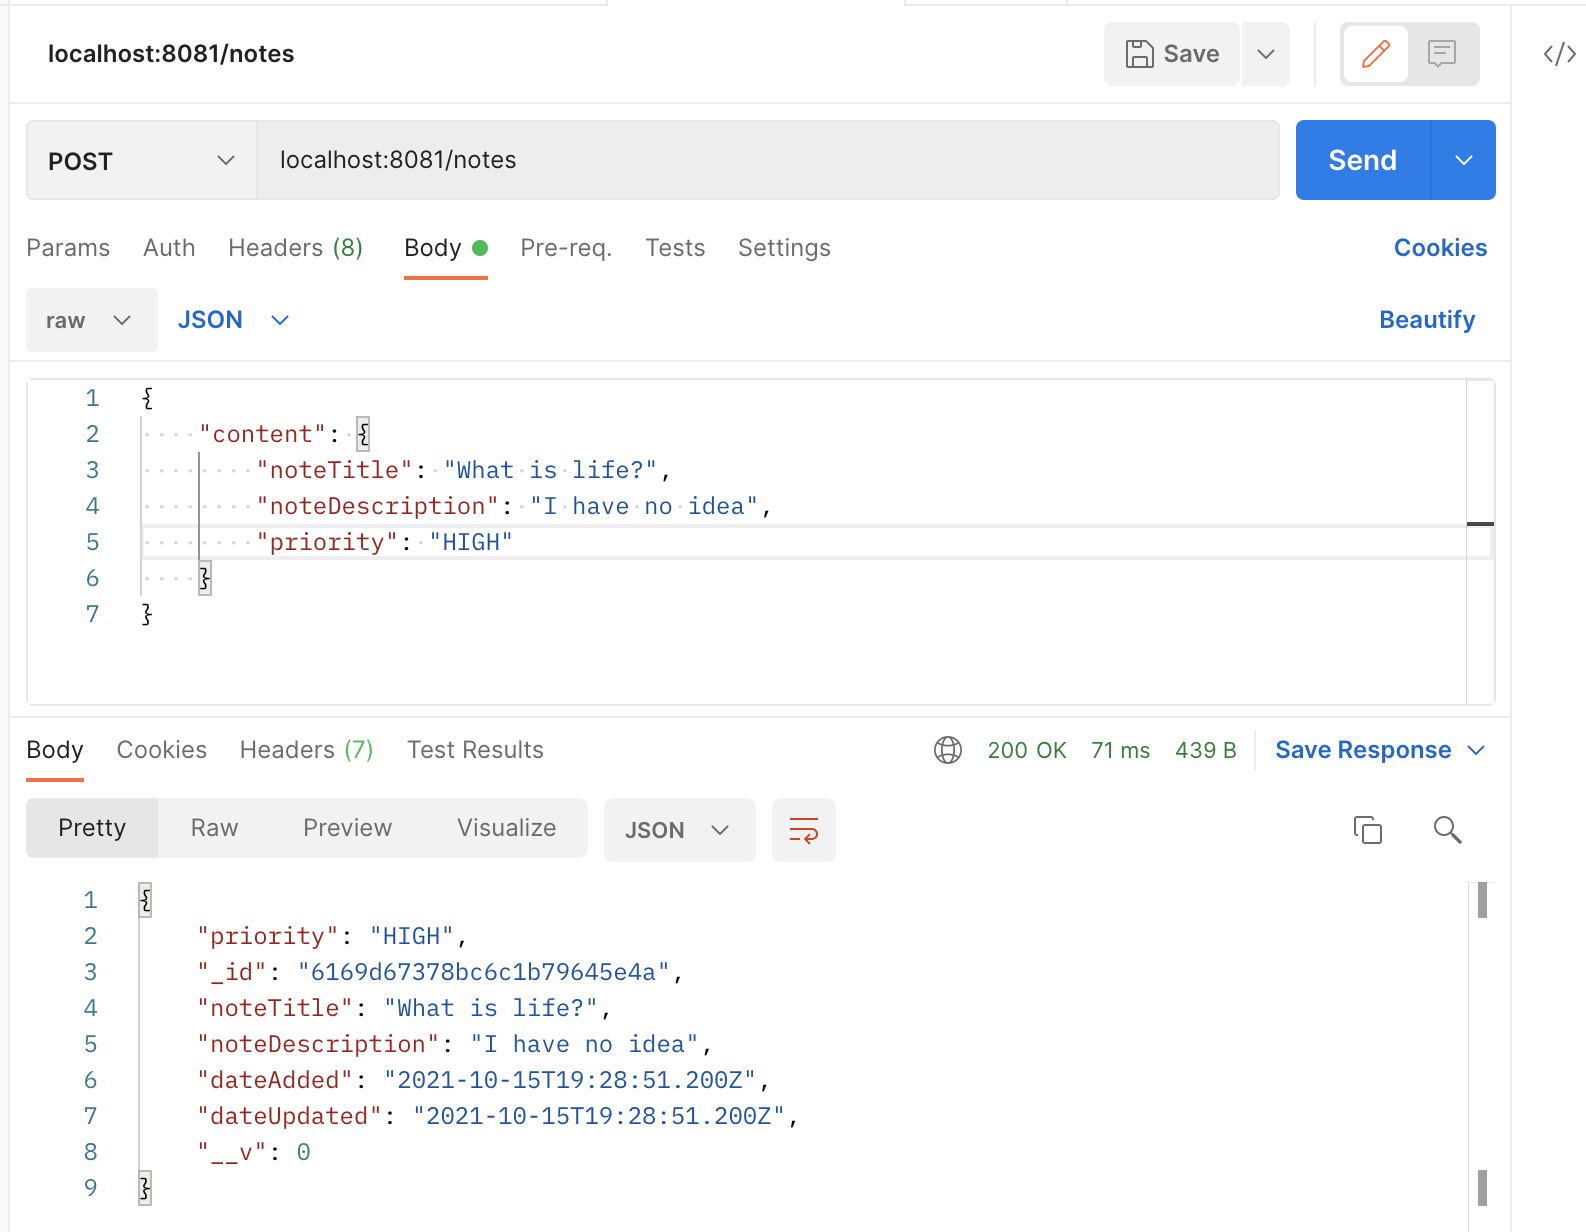 localhost:8081/notes
Save
POST
localhost:8081/notes
Send
Params Auth Headers (8) Body Pre-req. Tests Settings Cookies
raw JSON Beautify
1 {
2 "content": {
3 "noteTitle": "What is life?",
4 "noteDescription": "I have no idea",
5 "priority": "HIGH"
6 }
7 }
Body Cookies Headers (7) Test Results 200 OK 71 ms 439 B Save Response
Pretty Raw Preview Visualize JSON
1 {
2 "priority": "HIGH",
3 "_id": "6169d67378bc6c1b79645e4a",
4 "noteTitle": "What is life?",
5 "noteDescription": "I have no idea",
6 "dateAdded": "2021-10-15T19:28:51.200Z",
7 "dateUpdated": "2021-10-15T19:28:51.200Z",
8 "__v": 0
9 }